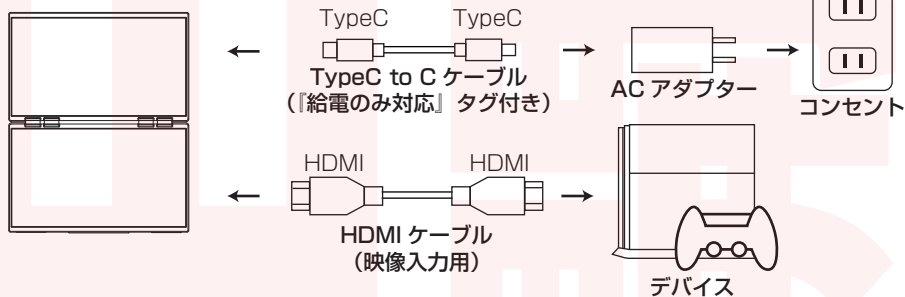 TypeC TypeC
TypeC to C ケーブル
（『給電のみ対応』タグ付き）
AC アダプター
コンセント
HDMI HDMI
HDMI ケーブル
（映像入力用）
デバイス